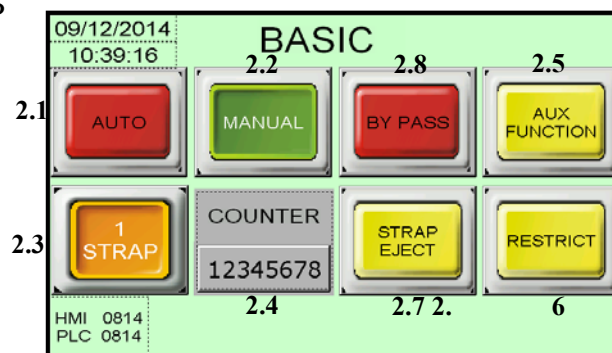 09/12/2014
10:39:16
BASIC
2.2
2.8
2.5
2.1
AUTO
MANUAL
BY PASS
AUX
FUNCTION
2.3
1
STRAP
COUNTER
12345678
STRAP
EJECT
RESTRICT
2.4
2.7 2.
6
HMI 0814
PLC 0814